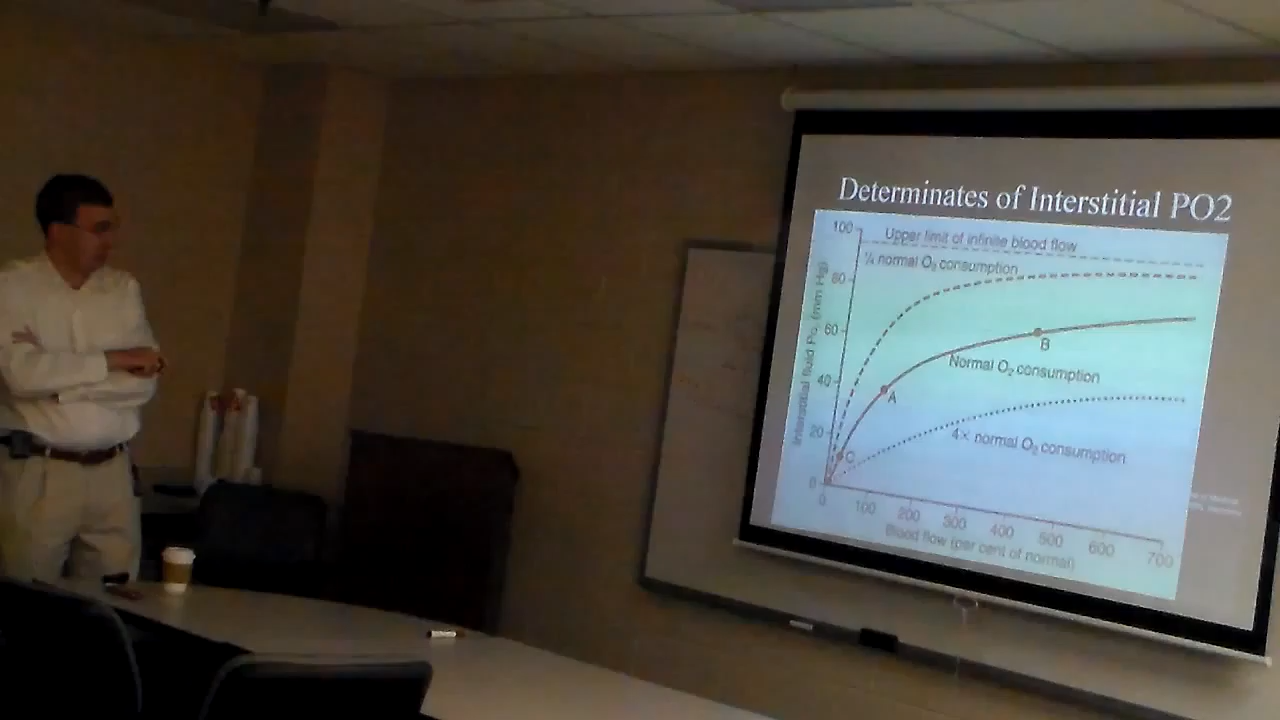 Determinates of Interstitial PO2
100
Upper limit of infinite blood flow
¼ normal O₂ consumption
80
60
B
Normal O₂ consumption
40
A
20
4× normal O₂ consumption
C
0
Interstitial fluid Po₂ (mm Hg)
0 100 200 300 400 500 600 700
Blood flow (per cent of normal)